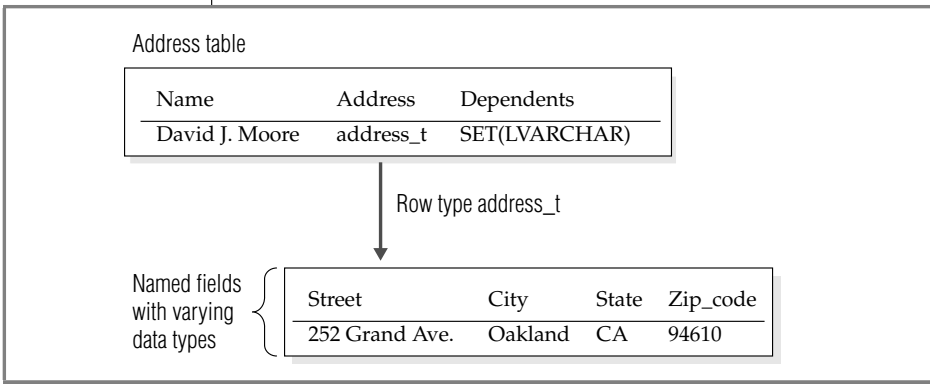 Address table
Name Address Dependents
David J. Moore address_t SET(LVARCHAR)
Row type address_t
Named fields
with varying
data types
Street City State Zip_code
252 Grand Ave. Oakland CA 94610